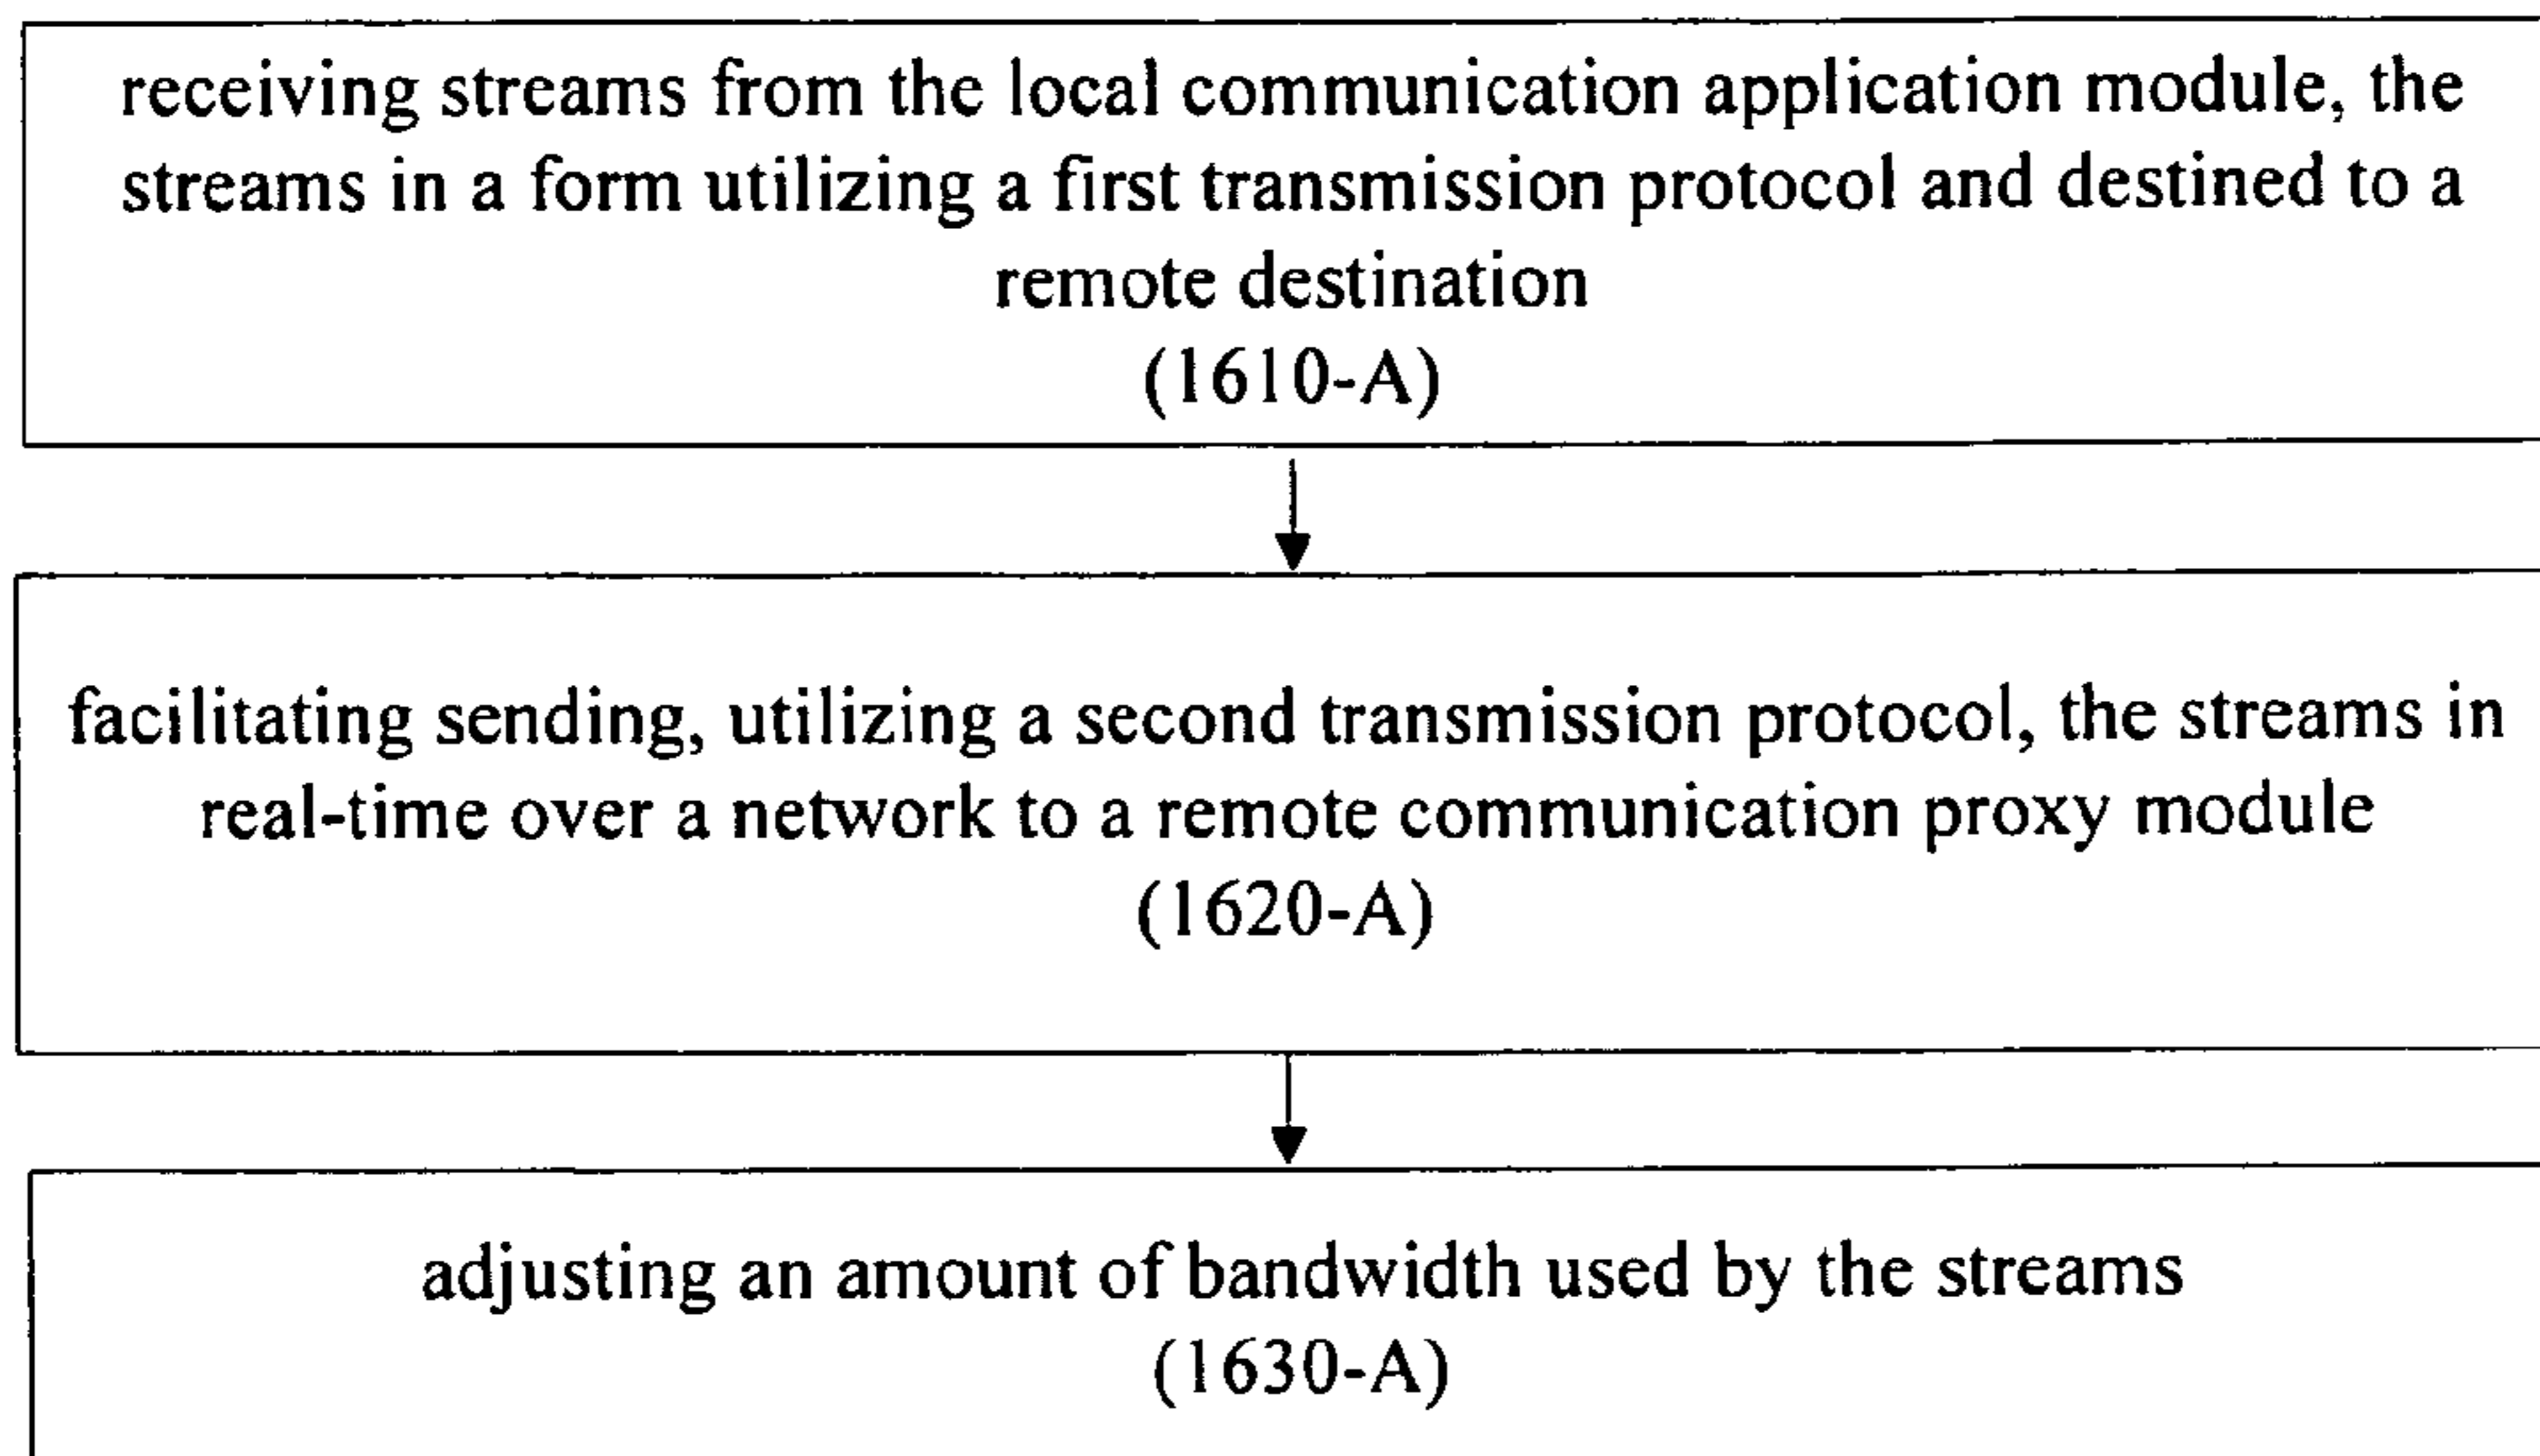 receiving streams from the local communication application module, the
streams in a form utilizing a first transmission protocol and destined to a
remote destination
(1610-A)
facilitating sending, utilizing a second transmission protocol, the streams in
real-time over a network to a remote communication proxy module
(1620-A)
adjusting an amount of bandwidth used by the streams
(1630-A)